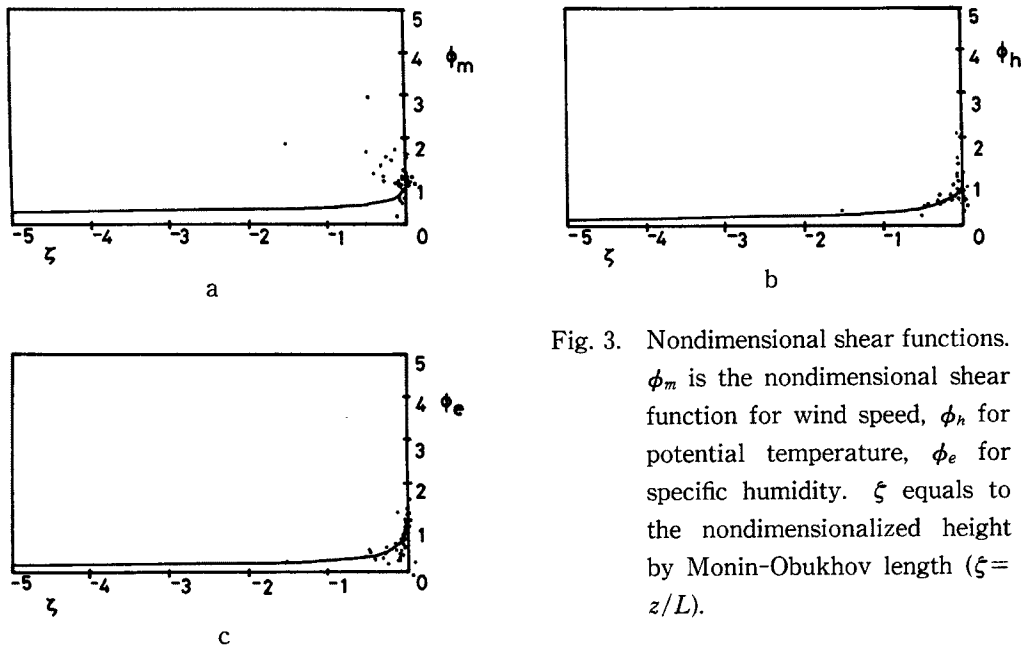 5
4
ϕm
3
2
1
0
-5 -4 -3 -2 -1
ζ
a
5
4
ϕh
3
2
1
0
-5 -4 -3 -2 -1
ζ
b
5
4
ϕe
3
2
1
0
-5 -4 -3 -2 -1
ζ
c
Fig. 3. Nondimensional shear functions.
ϕm is the nondimensional shear
function for wind speed, ϕh for
potential temperature, ϕe for
specific humidity. ζ equals to
the nondimensionalized height
by Monin-Obukhov length (ζ=
z/L).